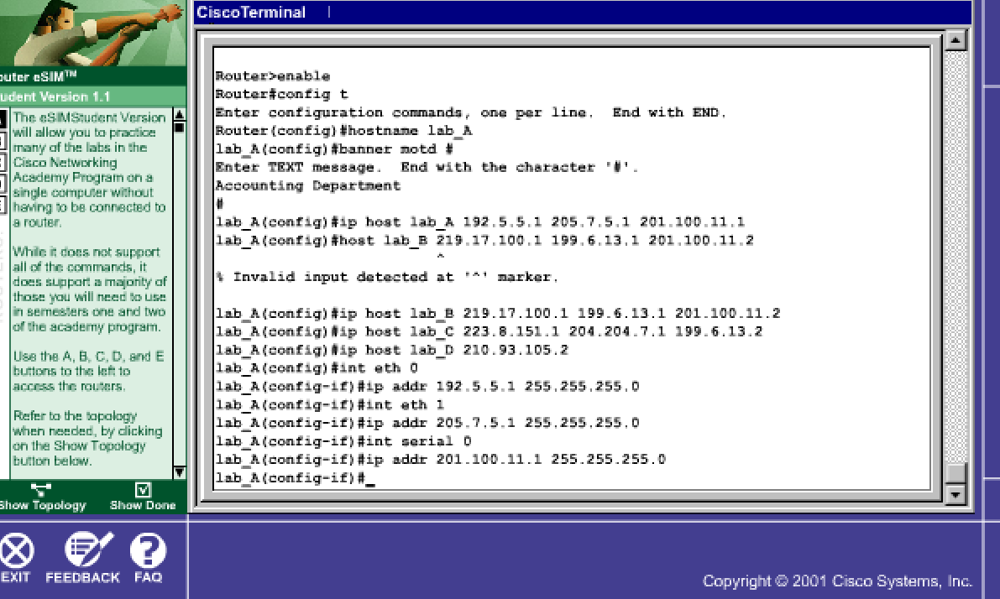 CiscoTerminal
Router>enable
Router#config t
Enter configuration commands, one per line.  End with END.
Router(config)#hostname lab_A
lab_A(config)#banner motd #
Enter TEXT message.  End with the character '#'.
Accounting Department
#
lab_A(config)#ip host lab_A 192.5.5.1 205.7.5.1 201.100.11.1
lab_A(config)#host lab_B 219.17.100.1 199.6.13.1 201.100.11.2
^
% Invalid input detected at '^' marker.
lab_A(config)#ip host lab_B 219.17.100.1 199.6.13.1 201.100.11.2
lab_A(config)#ip host lab_C 223.8.151.1 204.204.7.1 199.6.13.2
lab_A(config)#ip host lab_D 210.93.105.2
lab_A(config)#int eth 0
lab_A(config-if)#ip addr 192.5.5.1 255.255.255.0
lab_A(config-if)#int eth 1
lab_A(config-if)#ip addr 205.7.5.1 255.255.255.0
lab_A(config-if)#int serial 0
lab_A(config-if)#ip addr 201.100.11.1 255.255.255.0
lab_A(config-if)#_
outer eSIM™
udent Version 1.1
The eSIMStudent Version
will allow you to practice
many of the labs in the
Cisco Networking
Academy Program on a
single computer without
having to be connected to
a router.
While it does not support
all of the commands, it
does support a majority of
those you will need to use
in semesters one and two
of the academy program.
Use the A, B, C, D, and E
buttons to the left to
access the routers.
Refer to the topology
when needed, by clicking
on the Show Topology
button below.
Show Topology
Show Done
EXIT
FEEDBACK
FAQ
Copyright © 2001 Cisco Systems, Inc.